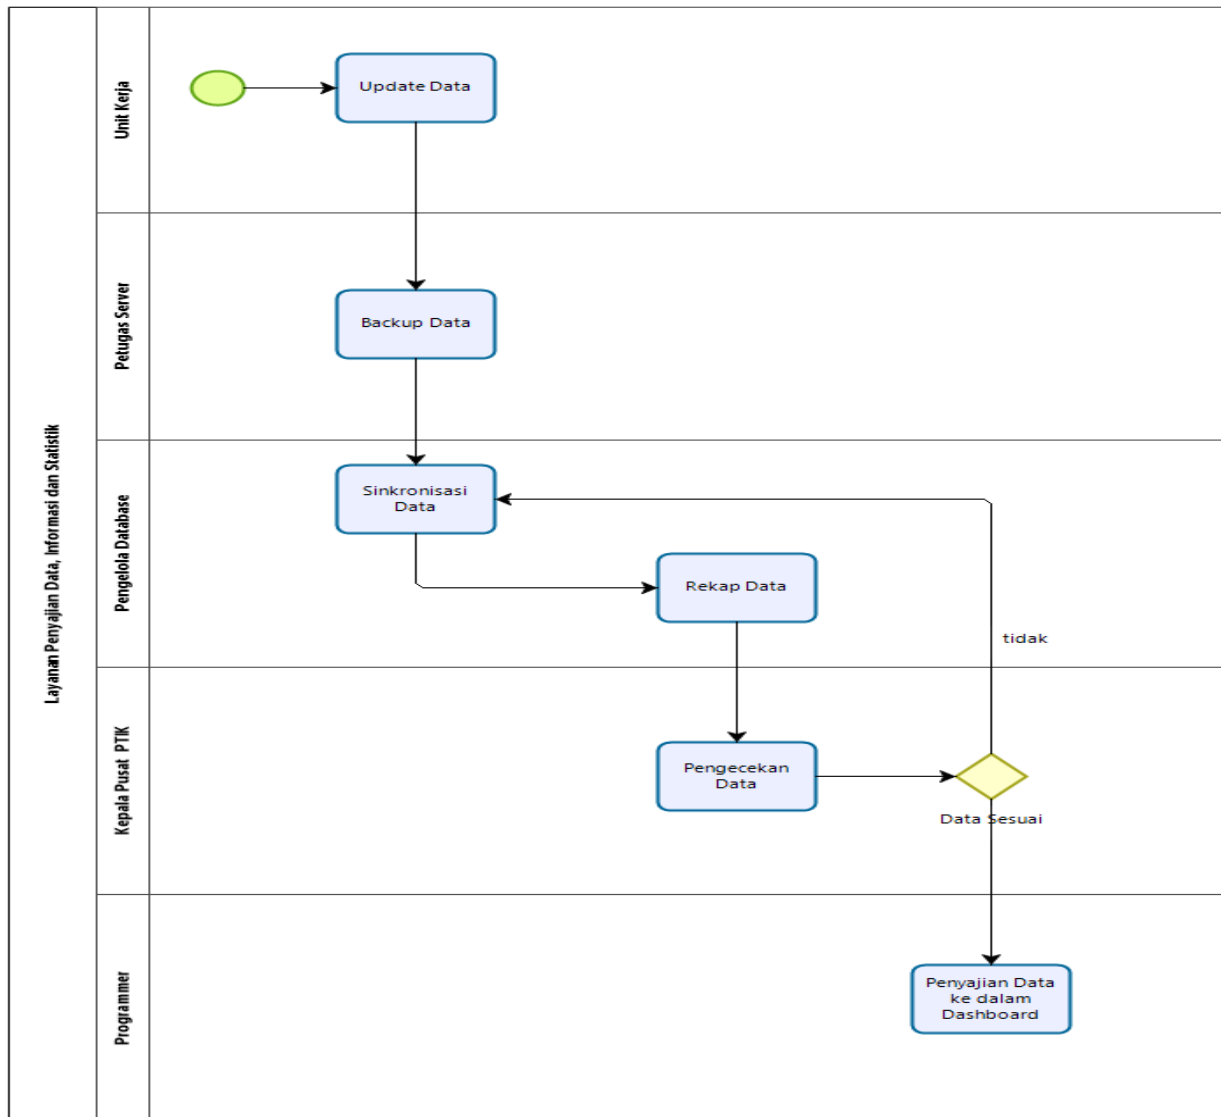 Layanan Penyajian Data, Informasi dan Statistik
Unit Kerja
Update Data
Petugas Server
Backup Data
Pengelola Database
Sinkronisasi
Data
Rekap Data
tidak
Kepala Pusat PTIK
Pengecekan
Data
Data Sesuai
Programmer
Penyajian Data
ke dalam
Dashboard